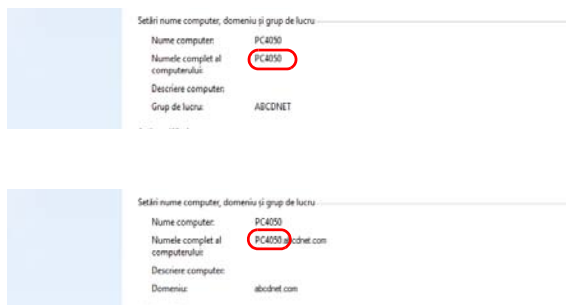 Setări nume computer, domeniu și grup de lucru
Nume computer: PC4050
Numele complet al PC4050
computerului:
Descriere computer:
Grup de lucru: ABCDNET
Setări nume computer, domeniu și grup de lucru
Nume computer: PC4050
Numele complet al PC4050.abcdnet.com
computerului:
Descriere computer:
Domeniu: abcdnet.com